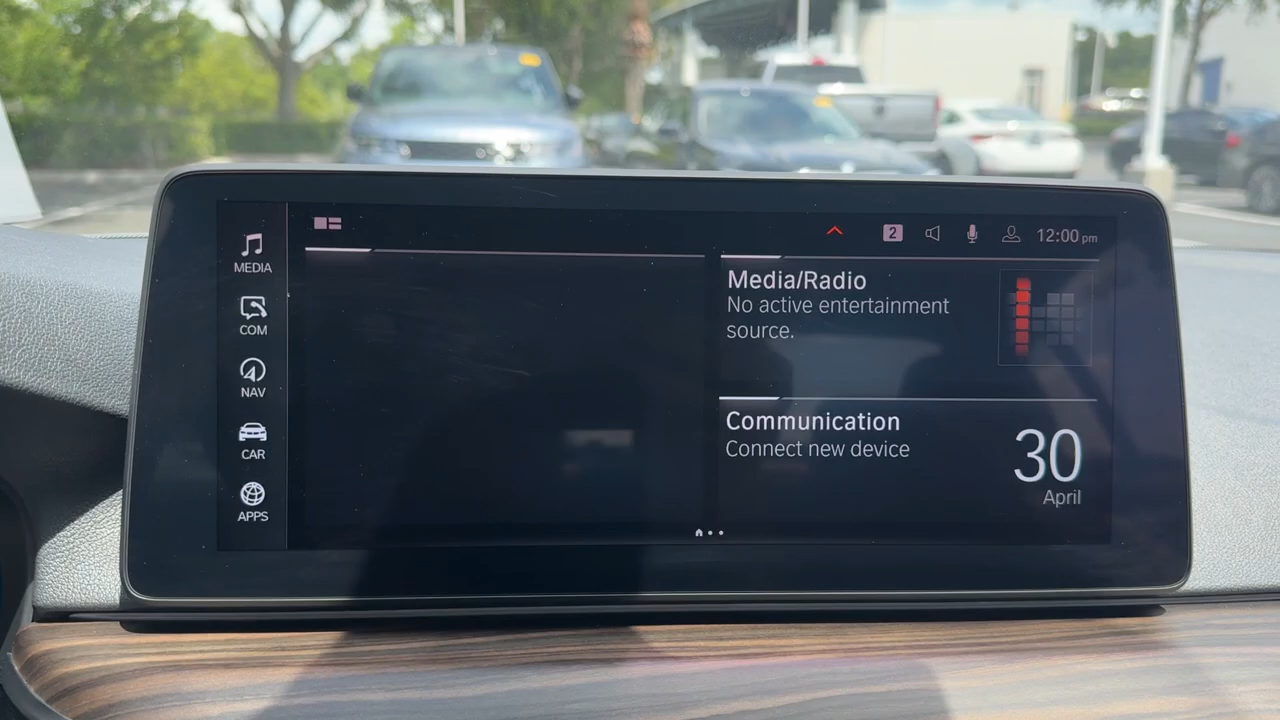 MEDIA
COM
NAV
CAR
APPS
2
12:00 pm
Media/Radio
No active entertainment
source.
Communication
Connect new device
30
April